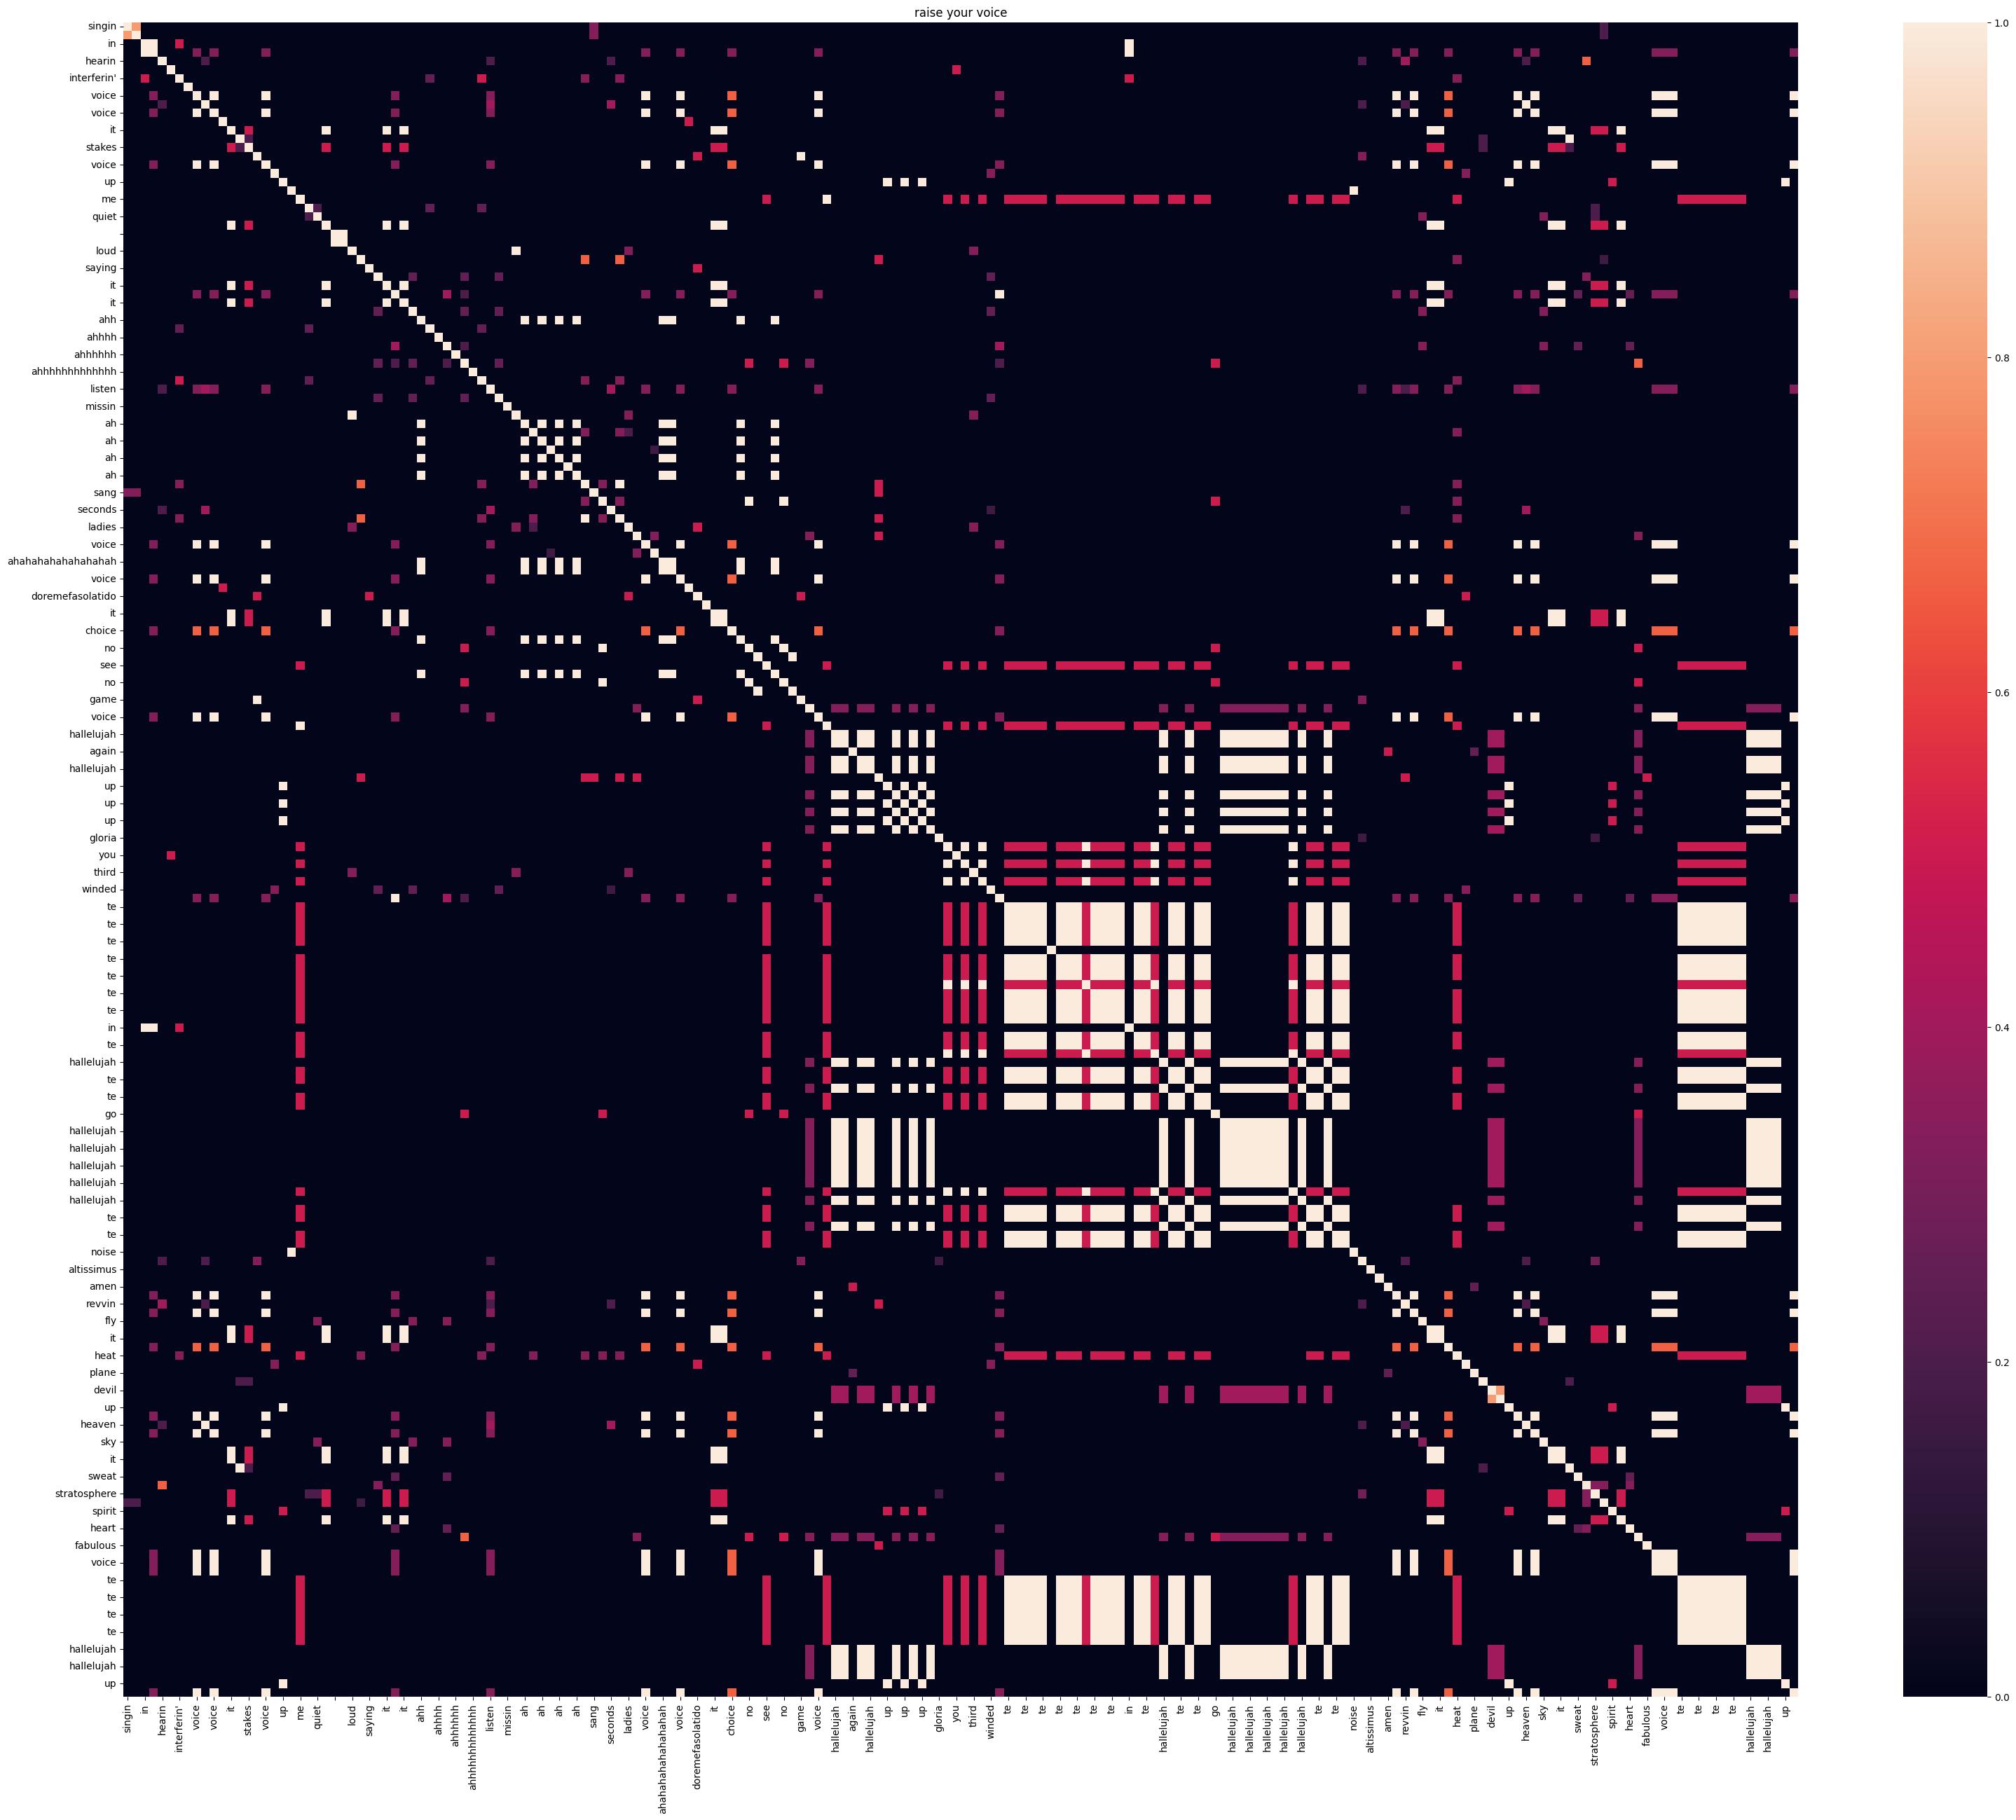 raise your voice
singin
in
hearin
interferin'
voice
voice
it
stakes
voice
up
me
quiet
loud
saying
it
it
ahh
ahhhh
ahhhhhh
ahhhhhhhhhhhhh
listen
missin
ah
ah
ah
ah
sang
seconds
ladies
voice
ahahahahahahahahah
voice
doremefasolatido
it
choice
no
see
no
game
voice
hallelujah
again
hallelujah
up
up
up
gloria
you
third
winded
te
te
te
te
te
te
in
te
hallelujah
te
te
go
hallelujah
hallelujah
hallelujah
hallelujah
hallelujah
te
te
noise
altissimus
amen
revvin
fly
it
heat
plane
devil
up
heaven
sky
it
sweat
stratosphere
spirit
heart
fabulous
voice
te
te
te
te
hallelujah
hallelujah
up
singin
in
hearin
interferin'
voice
voice
it
stakes
voice
up
me
quiet
loud
saying
it
it
ahh
ahhhh
ahhhhhh
ahhhhhhhhhhhhh
listen
missin
ah
ah
ah
ah
sang
seconds
ladies
voice
ahahahahahahahahah
voice
doremefasolatido
it
choice
no
see
no
game
voice
hallelujah
again
hallelujah
up
up
up
gloria
you
third
winded
te
te
te
te
te
te
te
in
te
hallelujah
te
te
go
hallelujah
hallelujah
hallelujah
hallelujah
hallelujah
te
te
noise
altissimus
amen
revvin
fly
it
heat
plane
devil
up
heaven
sky
it
sweat
stratosphere
spirit
heart
fabulous
voice
te
te
te
te
hallelujah
hallelujah
up
1.0
0.8
0.6
0.4
0.2
0.0